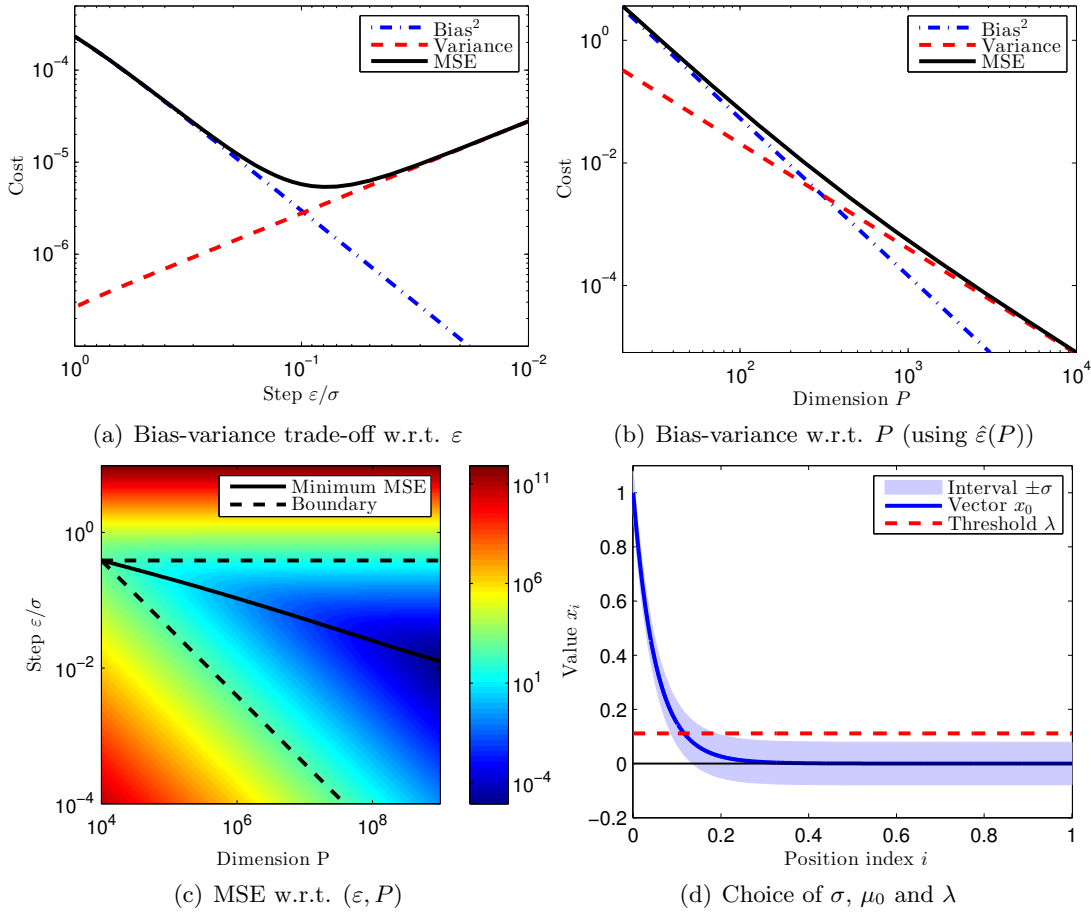 Bias²
Variance
MSE
10⁻⁴
10⁻⁵
10⁻⁶
Cost
10⁰
10⁻¹
10⁻²
Step ε/σ
(a) Bias-variance trade-off w.r.t. ε
Bias²
Variance
MSE
10⁰
10⁻²
10⁻⁴
Cost
10²
10³
10⁴
Dimension P
(b) Bias-variance w.r.t. P (using ε̂(P))
Minimum MSE
Boundary
10⁰
10⁻²
10⁻⁴
Step ε/σ
10⁴
10⁶
10⁸
Dimension P
10¹¹
10⁷
10¹
10⁻⁴
(c) MSE w.r.t. (ε, P)
Interval ±σ
Vector x₀
Threshold λ
1
0.8
0.6
0.4
0.2
0
−0.2
Value xᵢ
0
0.2
0.4
0.6
0.8
1
Position index i
(d) Choice of σ, μ₀ and λ